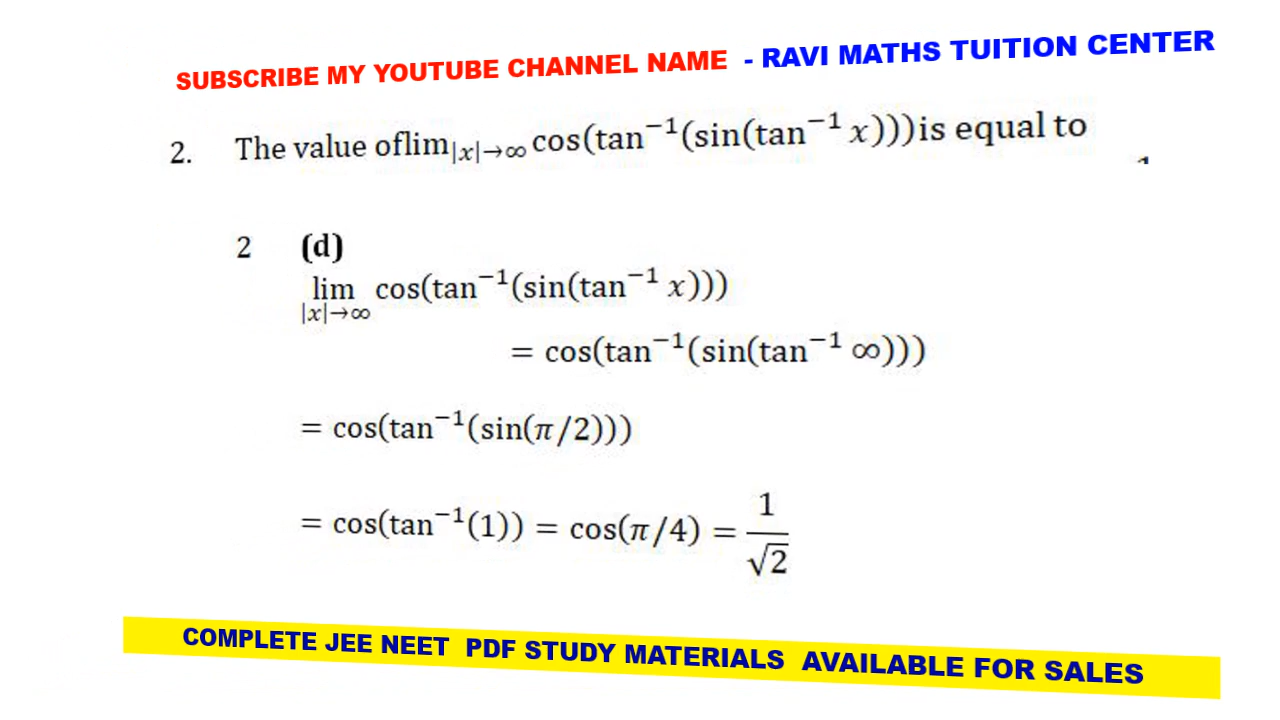 SUBSCRIBE MY YOUTUBE CHANNEL NAME - RAVI MATHS TUITION CENTER
2. The value oflim|x|→∞ cos(tan⁻¹(sin(tan⁻¹ x)))is equal to
2 (d)
lim|x|→∞ cos(tan⁻¹(sin(tan⁻¹ x)))
= cos(tan⁻¹(sin(tan⁻¹ ∞)))
= cos(tan⁻¹(sin(π/2)))
= cos(tan⁻¹(1)) = cos(π/4) = 1/√2
COMPLETE JEE NEET PDF STUDY MATERIALS AVAILABLE FOR SALES